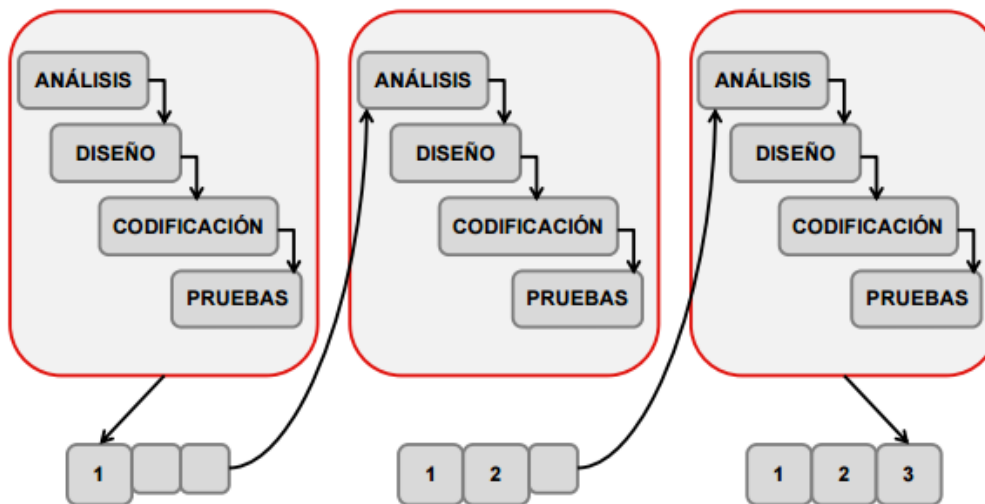 ANÁLISIS
DISEÑO
CODIFICACIÓN
PRUEBAS
1
ANÁLISIS
DISEÑO
CODIFICACIÓN
PRUEBAS
1 2
ANÁLISIS
DISEÑO
CODIFICACIÓN
PRUEBAS
1 2 3